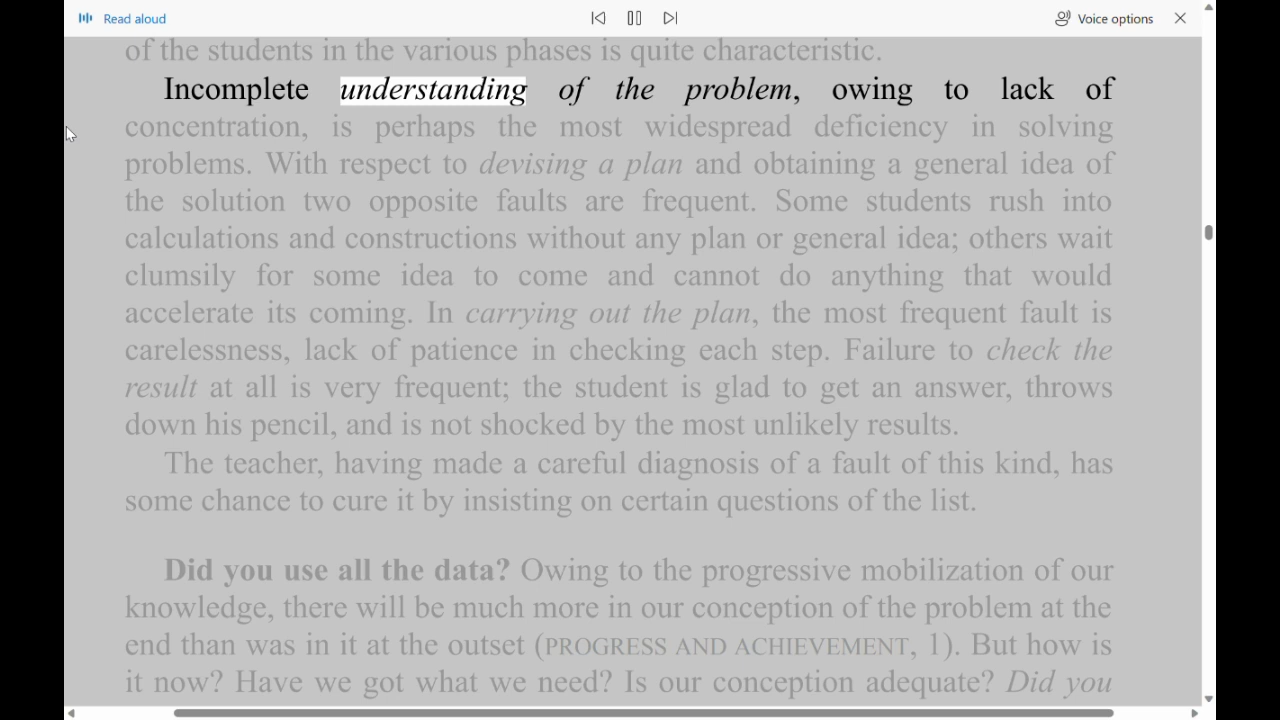 Read aloud
Voice options
of the students in the various phases is quite characteristic.
Incomplete understanding of the problem, owing to lack of
concentration, is perhaps the most widespread deficiency in solving
problems. With respect to devising a plan and obtaining a general idea of
the solution two opposite faults are frequent. Some students rush into
calculations and constructions without any plan or general idea; others wait
clumsily for some idea to come and cannot do anything that would
accelerate its coming. In carrying out the plan, the most frequent fault is
carelessness, lack of patience in checking each step. Failure to check the
result at all is very frequent; the student is glad to get an answer, throws
down his pencil, and is not shocked by the most unlikely results.
The teacher, having made a careful diagnosis of a fault of this kind, has
some chance to cure it by insisting on certain questions of the list.
Did you use all the data? Owing to the progressive mobilization of our
knowledge, there will be much more in our conception of the problem at the
end than was in it at the outset (PROGRESS AND ACHIEVEMENT, 1). But how is
it now? Have we got what we need? Is our conception adequate? Did you